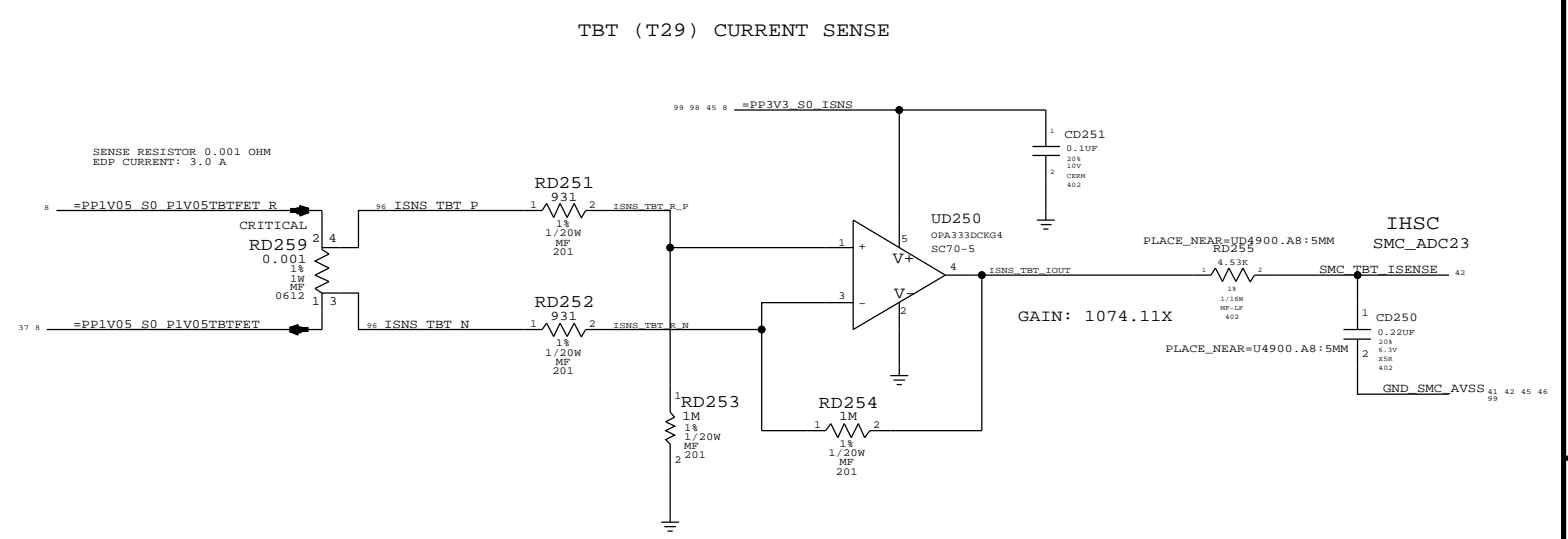 TBT (T29) CURRENT SENSE
99 98 45 8 =PP3V3_S0_ISNS
1 CD251
0.1UF
20%
10V
CERM
2 402
SENSE RESISTOR 0.001 OHM
EDP CURRENT: 3.0 A
8 =PP1V05_S0_P1V05TBTFET_R
CRITICAL
2 4
RD259
0.001
1%
1W
MF
0612
1 3
37 8 =PP1V05_S0_P1V05TBTFET
96 ISNS_TBT_P
RD251
931
1 2
1%
1/20W
MF
201
ISNS_TBT_R_P
96 ISNS_TBT_N
RD252
931
1 2
1%
1/20W
MF
201
ISNS_TBT_R_N
1 RD253
1M
1%
1/20W
MF
2 201
UD250
OPA333DCKG4
SC70-5
1 +
3 -
5
V+
V-
2
4
ISNS_TBT_IOUT
GAIN: 1074.11X
RD254
1M
1 2
1%
1/20W
MF
201
IHSC
SMC_ADC23
PLACE_NEAR=UD4900.A8:5MM
RD255
4.53K
1 2
1%
1/16W
MF-LF
402
SMC_TBT_ISENSE 42
1 CD250
0.22UF
20%
6.3V
X5R
402
2
PLACE_NEAR=U4900.A8:5MM
GND_SMC_AVSS 41 42 45 46
99